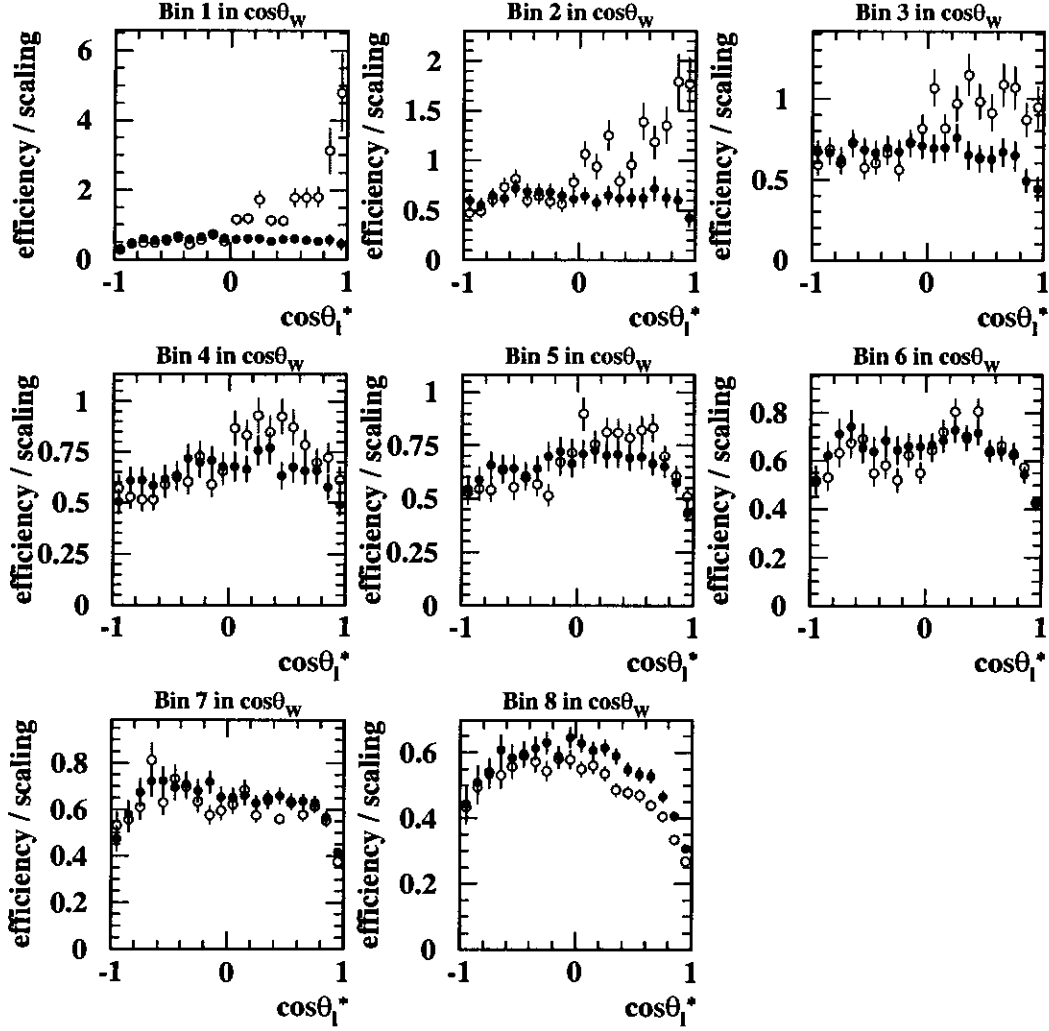 Bin 1 in cosθW
efficiency / scaling
6
4
2
0
-1
0
1
cosθl*
Bin 2 in cosθW
efficiency / scaling
2
1.5
1
0.5
0
-1
0
1
cosθl*
Bin 3 in cosθW
efficiency / scaling
1
0.5
0
-1
0
1
cosθl*
Bin 4 in cosθW
efficiency / scaling
1
0.75
0.5
0.25
0
-1
0
1
cosθl*
Bin 5 in cosθW
efficiency / scaling
1
0.75
0.5
0.25
0
-1
0
1
cosθl*
Bin 6 in cosθW
efficiency / scaling
0.8
0.6
0.4
0.2
0
-1
0
1
cosθl*
Bin 7 in cosθW
efficiency / scaling
0.8
0.6
0.4
0.2
0
-1
0
1
cosθl*
Bin 8 in cosθW
efficiency / scaling
0.6
0.4
0.2
0
-1
0
1
cosθl*